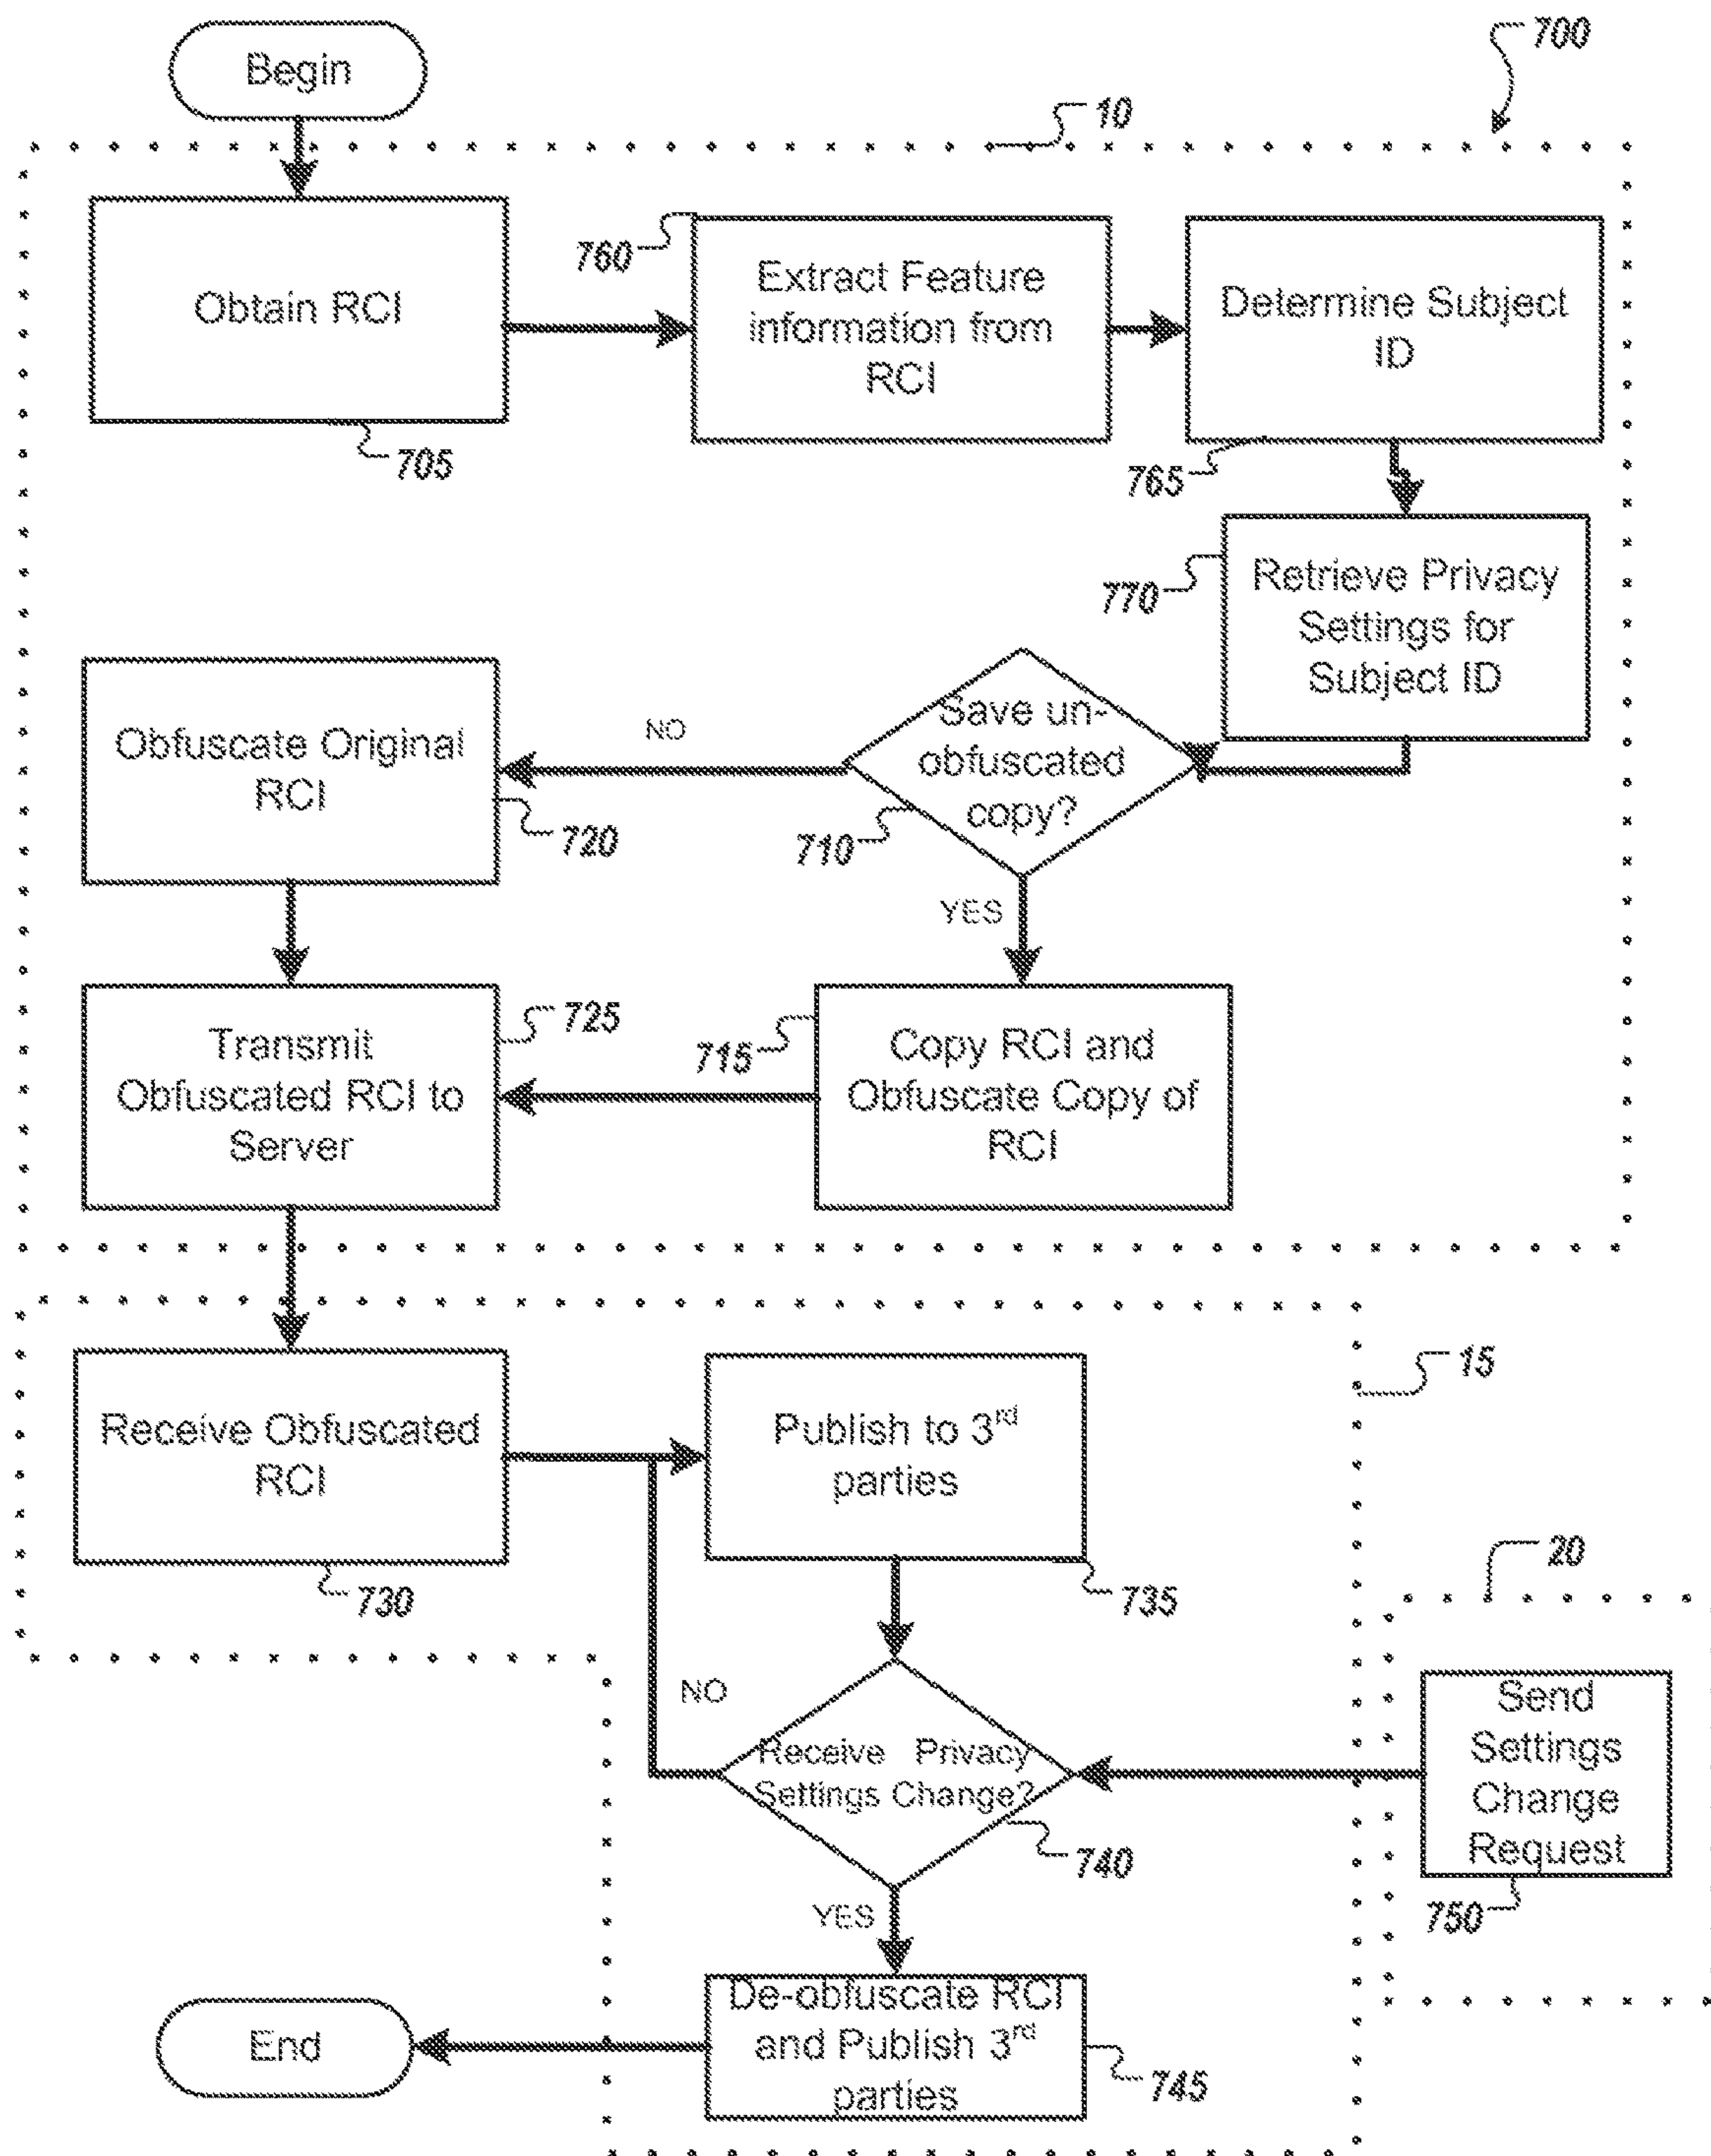 Begin
700
10
Obtain RCI
705
760
Extract Feature
information from
RCI
Determine Subject
ID
765
770
Retrieve Privacy
Settings for
Subject ID
Save un-
obfuscated
copy?
710
NO
YES
Obfuscate Original
RCI
720
Transmit
Obfuscated RCI to
Server
725
715
Copy RCI and
Obfuscate Copy of
RCI
15
Receive Obfuscated
RCI
730
Publish to 3rd
parties
735
20
NO
Receive Privacy
Settings Change?
740
YES
Send
Settings
Change
Request
750
De-obfuscate RCI
and Publish 3rd
parties
745
End